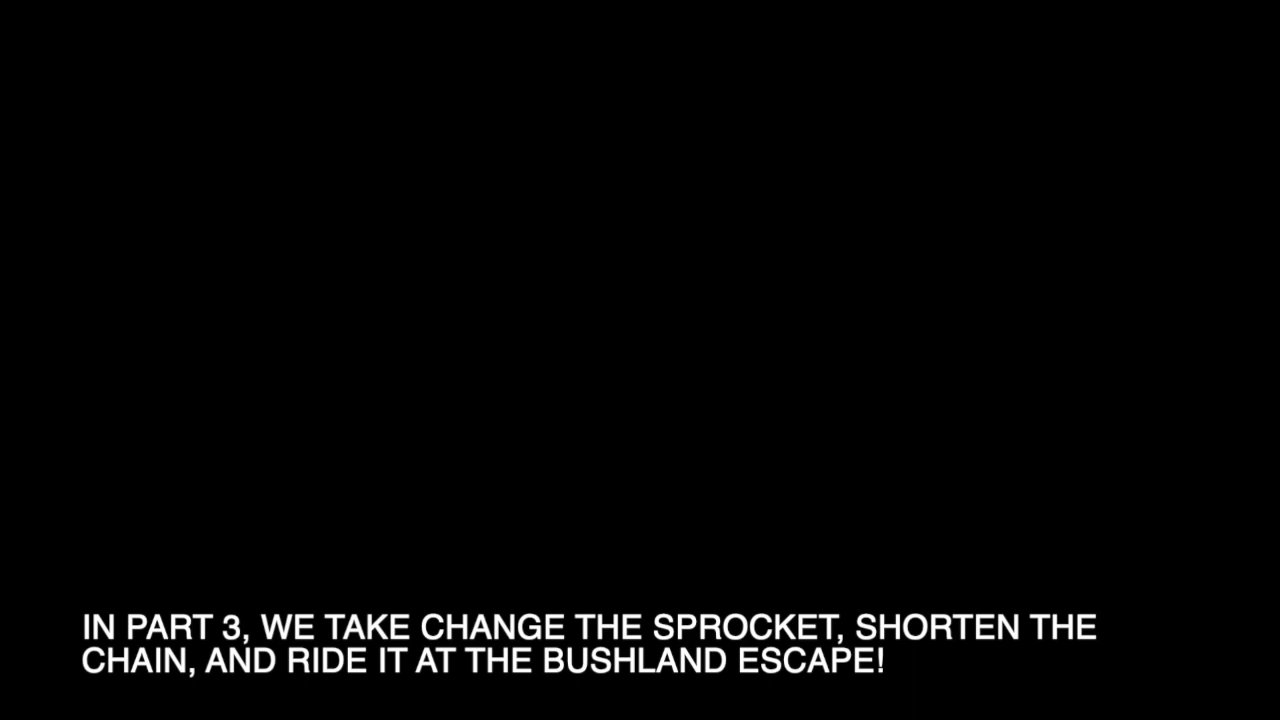 IN PART 3, WE TAKE CHANGE THE SPROCKET, SHORTEN THE
CHAIN, AND RIDE IT AT THE BUSHLAND ESCAPE!